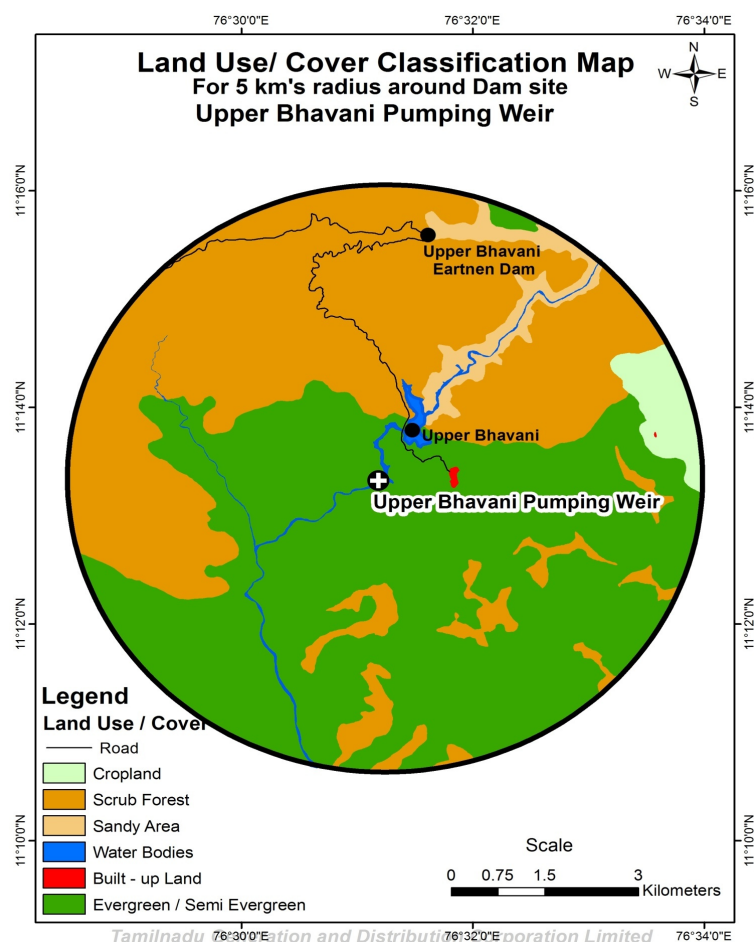 76°30'0"E 76°32'0"E 76°34'0"E
Land Use/ Cover Classification Map
For 5 km's radius around Dam site
Upper Bhavani Pumping Weir
N
W E
S
11°16'0"N 11°16'0"N
Upper Bhavani
Eartnen Dam
11°14'0"N 11°14'0"N
Upper Bhavani
Upper Bhavani Pumping Weir
11°12'0"N 11°12'0"N
Legend
Land Use / Cover
Road
Cropland
Scrub Forest
Sandy Area
Water Bodies
Built - up Land
Evergreen / Semi Evergreen
11°10'0"N 11°10'0"N
Scale
0 0.75 1.5 3
Kilometers
76°30'0"E 76°32'0"E 76°34'0"E
Tamilnadu and Distribution Limited